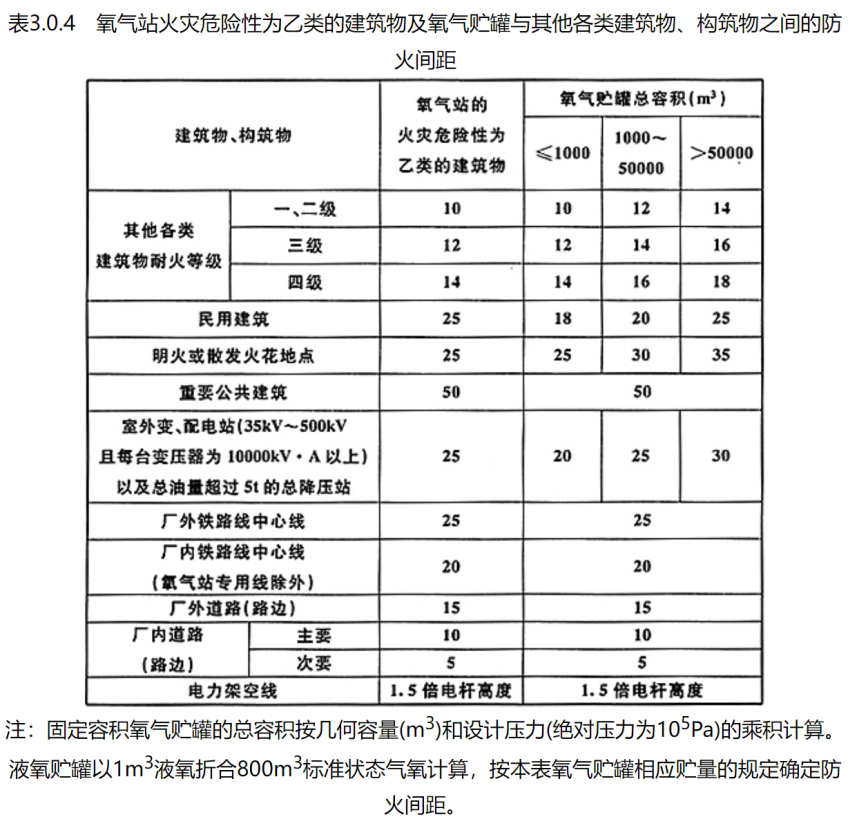 表3.0.4 氧气站火灾危险性为乙类的建筑物及氧气贮罐与其他各类建筑物、构筑物之间的防
火间距
建筑物、构筑物
氧气站的
火灾危险性为
乙类的建筑物
氧气贮罐总容积(m³)
≤1000
1000～
50000
>50000
其他各类
建筑物耐火等级
一、二级 10 10 12 14
三级 12 12 14 16
四级 14 14 16 18
民用建筑 25 18 20 25
明火或散发火花地点 25 25 30 35
重要公共建筑 50 50
室外变、配电站(35kV～500kV
且每台变压器为10000kV·A以上)
以及总油量超过5t的总降压站
25 20 25 30
厂外铁路线中心线 25 25
厂内铁路线中心线
(氧气站专用线除外)
20 20
厂外道路(路边) 15 15
厂内道路
(路边)
主要 10 10
次要 5 5
电力架空线 1.5倍电杆高度 1.5倍电杆高度
注：固定容积氧气贮罐的总容积按几何容量(m³)和设计压力(绝对压力为10⁵Pa)的乘积计算。
液氧贮罐以1m³液氧折合800m³标准状态气氧计算，按本表氧气贮罐相应贮量的规定确定防
火间距。